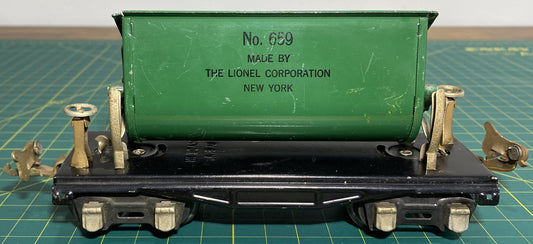 No. 659
MADE BY
THE LIONEL CORPORATION
NEW YORK